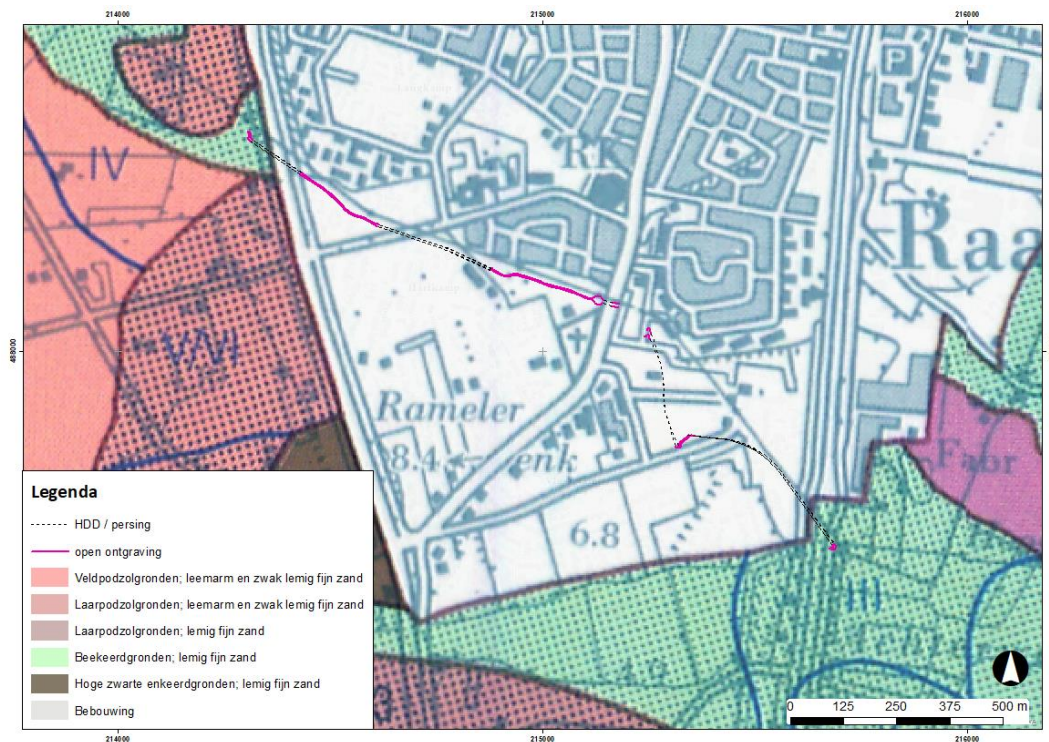 214000 215000 216000
IV
RK
P
Raa
488000
V/VI
Rameler
8.4 enk
Fabr
6.8
III
Legenda
HDD / persing
open ontgraving
Veldpodzolgronden; leemarm en zwak lemig fijn zand
Laarpodzolgronden; leemarm en zwak lemig fijn zand
Laarpodzolgronden; lemig fijn zand
Beekeerdgronden; lemig fijn zand
Hoge zwarte enkeerdgronden; lemig fijn zand
Bebouwing
0 125 250 375 500 m
214000 215000 216000